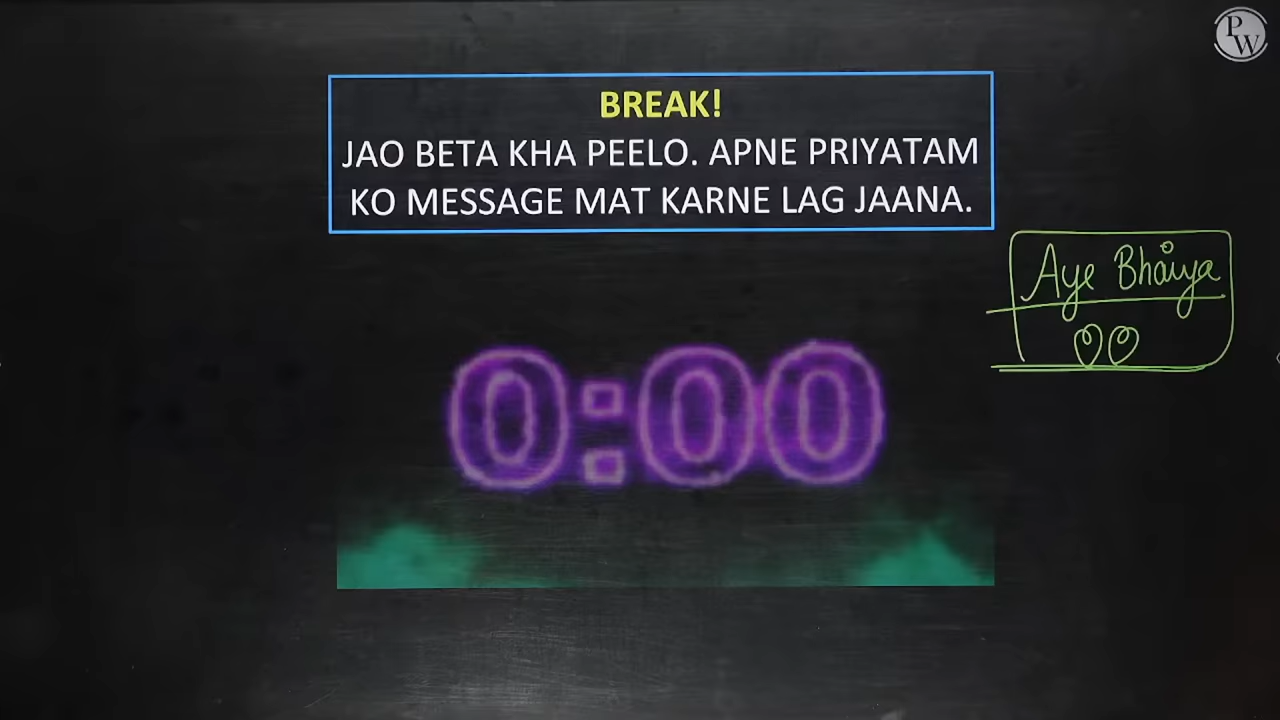 PW
BREAK!
JAO BETA KHA PEELO. APNE PRIYATAM
KO MESSAGE MAT KARNE LAG JAANA.
Aye Bhaiya
0:00